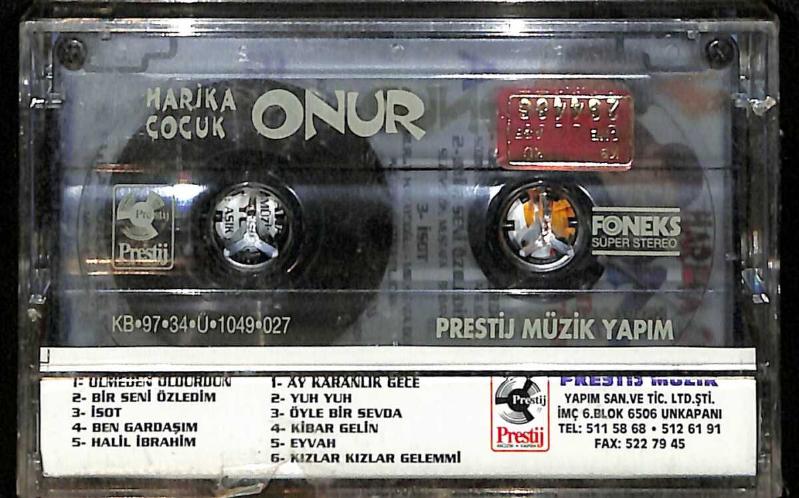 HARİKA
ÇOCUK
ONUR
Prestij
Prestij
FONEKS
SÜPER STEREO
KB•97•34•Ü•1049•027
PRESTİJ MÜZİK YAPIM
1- ÖLMEDEN ÖLDÜRDÜN
2- BİR SENİ ÖZLEDİM
3- İSOT
4- BEN GARDAŞIM
5- HALİL İBRAHİM
1- AY KARANLIK GECE
2- YUH YUH
3- ÖYLE BİR SEVDA
4- KİBAR GELİN
5- EYVAH
6- KIZLAR KIZLAR GELEMMİ
Prestij
Prestij
MÜZİK • YAPIM
PRESTİJ MÜZİK
YAPIM SAN.VE TİC. LTD.ŞTİ.
İMÇ 6.BLOK 6506 UNKAPANI
TEL: 511 58 68 • 512 61 91
FAX: 522 79 45